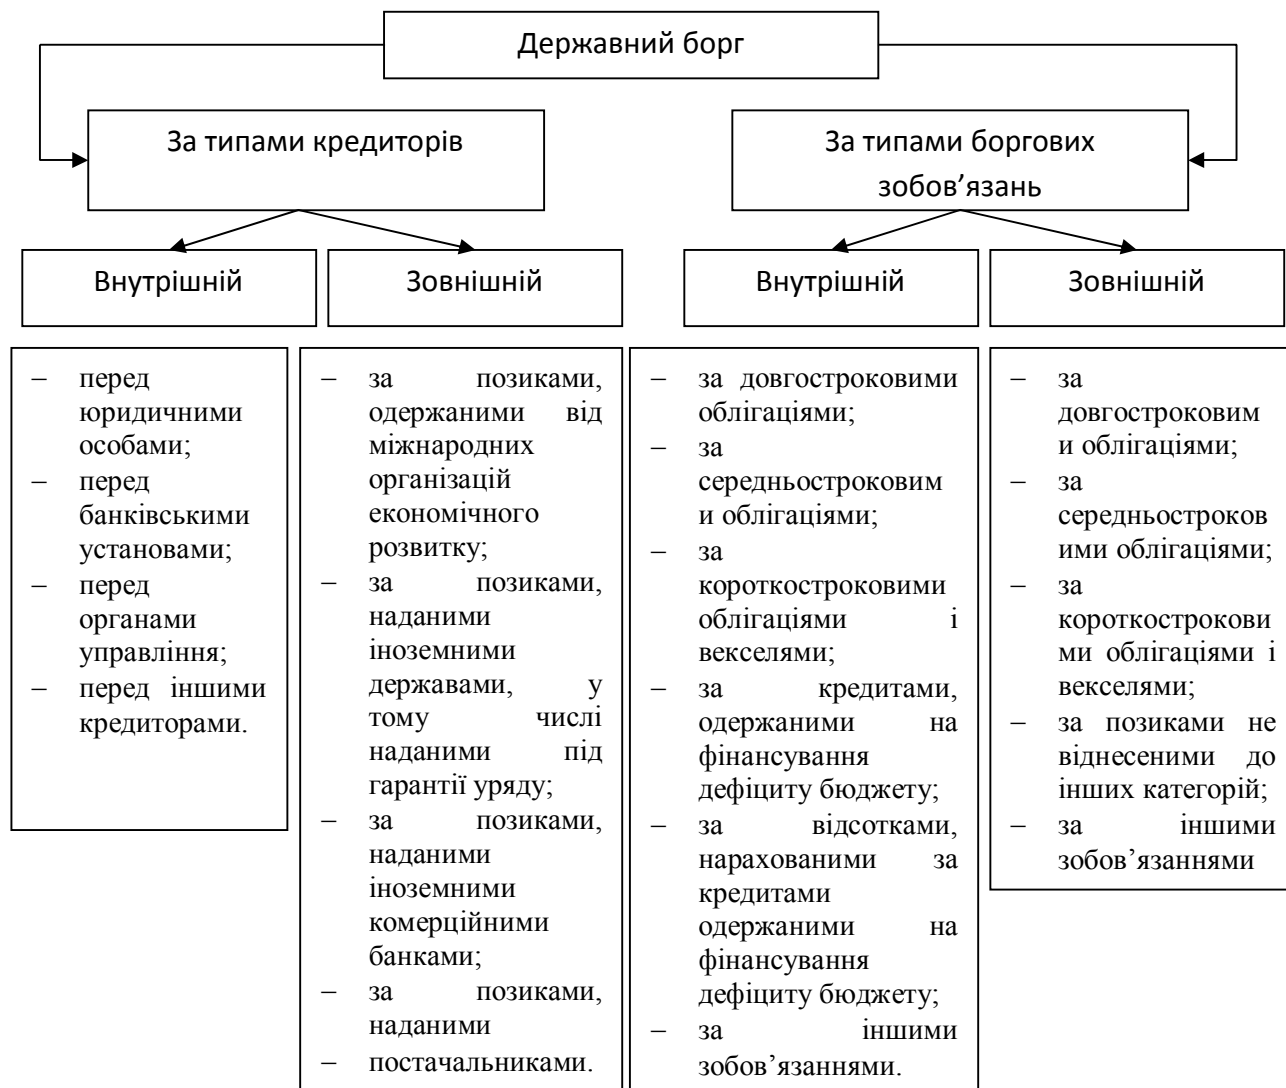 Державний борг
За типами кредиторів
За типами боргових
зобов’язань
Внутрішній
Зовнішній
Внутрішній
Зовнішній
– перед
юридичними
особами;
– перед
банківськими
установами;
– перед
органами
управління;
– перед іншими
кредиторами.
– за позиками,
одержаними від
міжнародних
організацій
економічного
розвитку;
– за позиками,
наданими
іноземними
державами, у
тому числі
наданими під
гарантії уряду;
– за позиками,
наданими
іноземними
комерційними
банками;
– за позиками,
наданими
– постачальниками.
– за довгостроковими
облігаціями;
– за
середньостроковим
и облігаціями;
– за
короткостроковими
облігаціями і
векселями;
– за кредитами,
одержаними на
фінансування
дефіциту бюджету;
– за відсотками,
нарахованими за
кредитами
одержаними на
фінансування
дефіциту бюджету;
– за іншими
зобов’язаннями.
– за
довгостроковим
и облігаціями;
– за
середньостроков
ими облігаціями;
– за
короткострокови
ми облігаціями і
векселями;
– за позиками не
віднесеними до
інших категорій;
– за іншими
зобов’язаннями